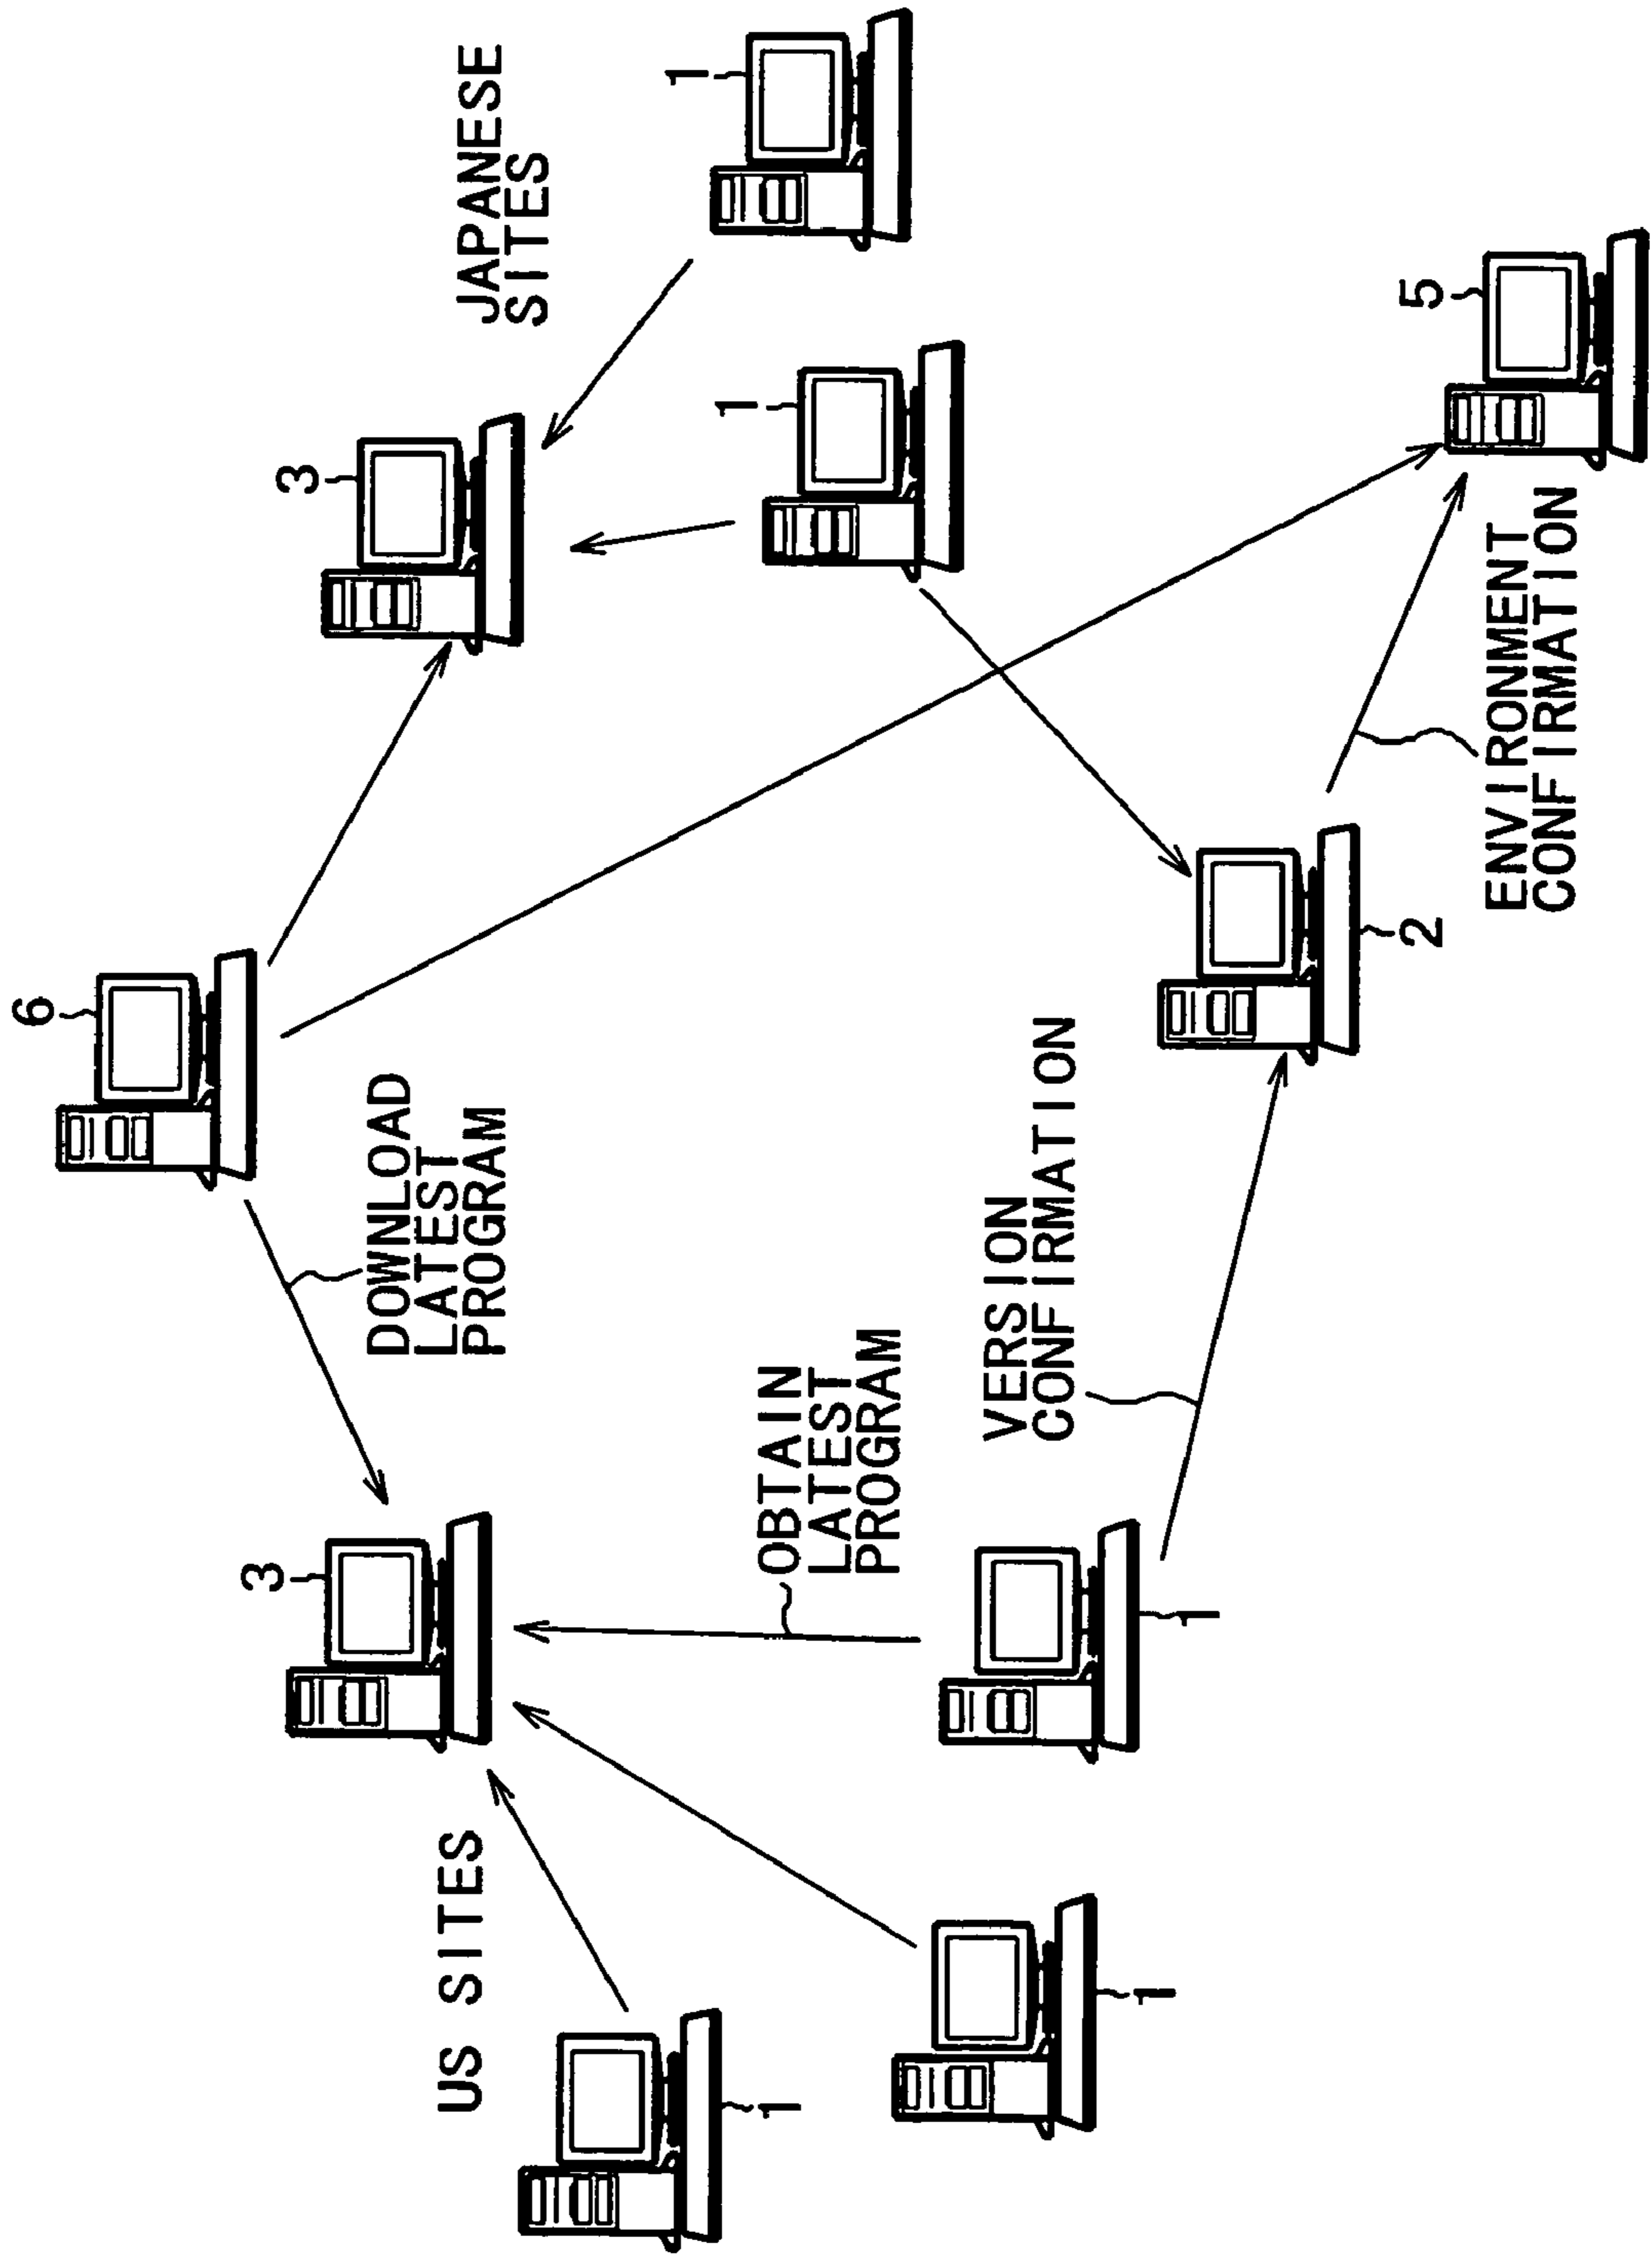 6
3
3
DOWNLOAD
LATEST
PROGRAM
US SITES
JAPANESE
SITES
1
1
1
OBTAIN
LATEST
PROGRAM
VERSION
CONFIRMATION
1
1
2
5
ENVIRONMENT
CONFIRMATION